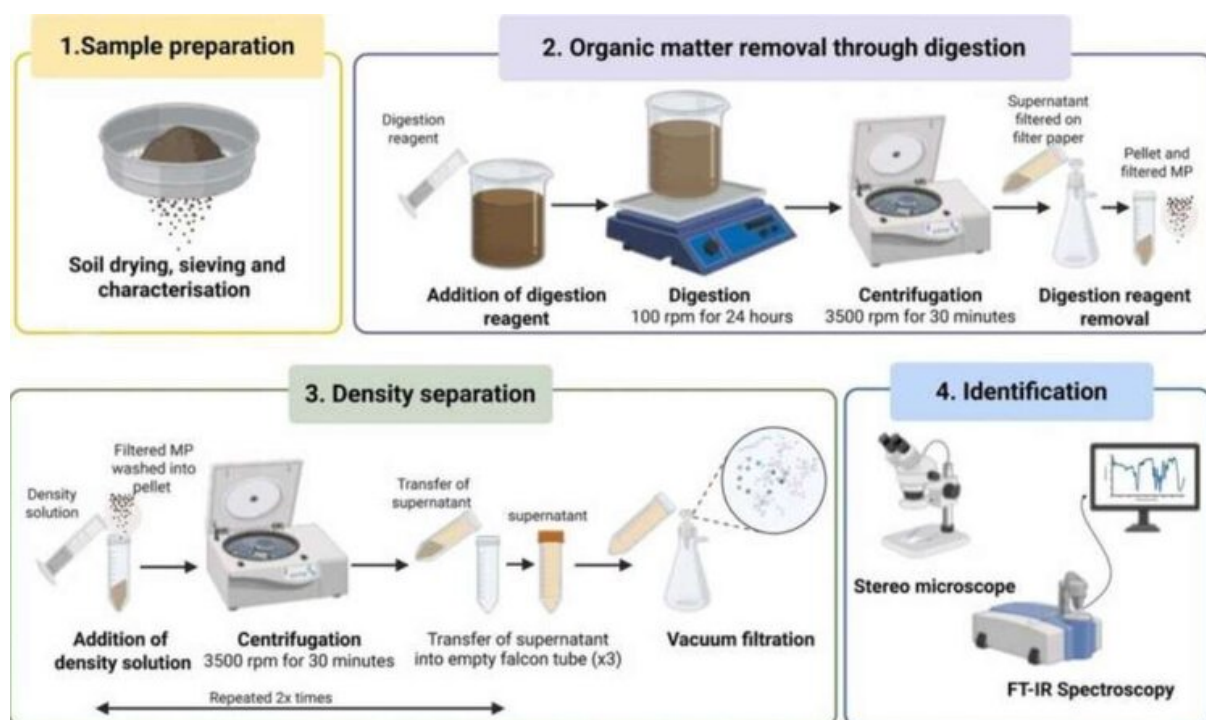 1.Sample preparation
Soil drying, sieving and
characterisation
2. Organic matter removal through digestion
Digestion
reagent
Addition of digestion
reagent
Digestion
100 rpm for 24 hours
Centrifugation
3500 rpm for 30 minutes
Supernatant
filtered on
filter paper
Pellet and
filtered MP
Digestion reagent
removal
3. Density separation
Density
solution
Filtered MP
washed into
pellet
Addition of
density solution
Centrifugation
3500 rpm for 30 minutes
Transfer of
supernatant
supernatant
Transfer of supernatant
into empty falcon tube (x3)
Vacuum filtration
Repeated 2x times
4. Identification
Stereo microscope
FT-IR Spectroscopy